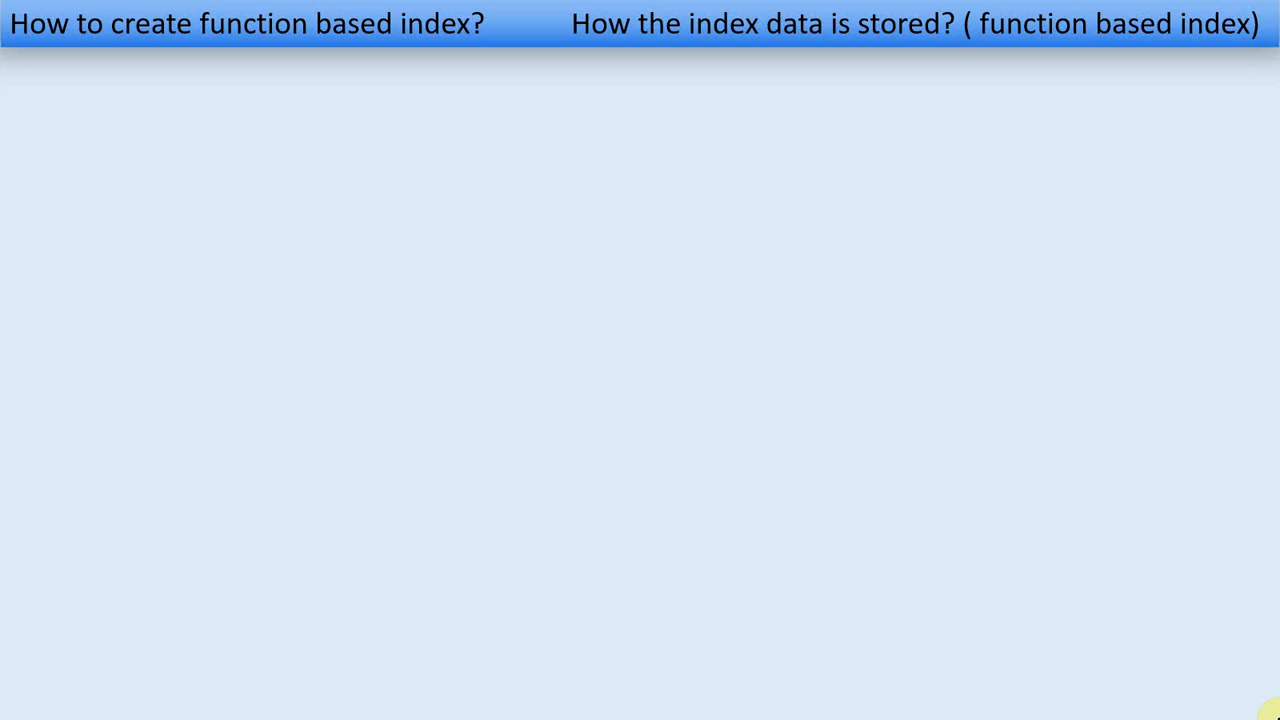 How to create function based index? How the index data is stored? ( function based index)